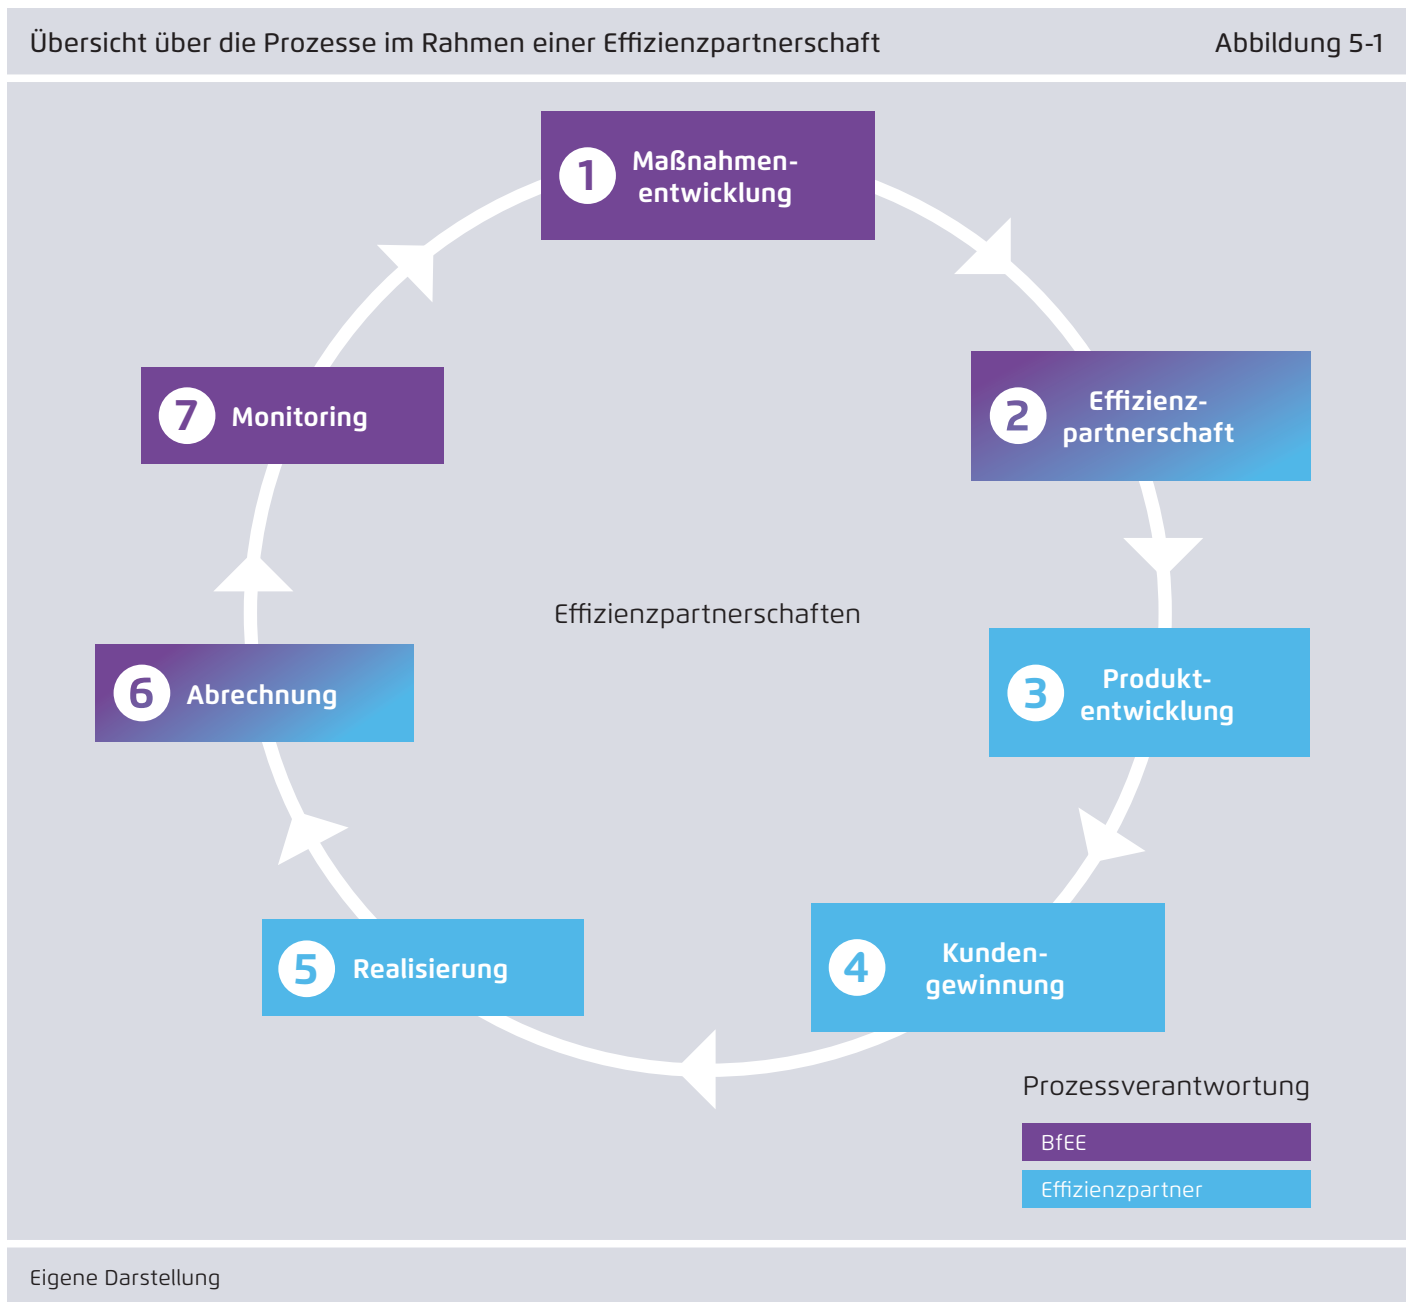 Übersicht über die Prozesse im Rahmen einer Effizienzpartnerschaft
Abbildung 5-1
1
Maßnahmen-
entwicklung
2
Effizienz-
partnerschaft
3
Produkt-
entwicklung
4
Kunden-
gewinnung
5
Realisierung
6
Abrechnung
7
Monitoring
Effizienzpartnerschaften
Prozessverantwortung
BfEE
Effizienzpartner
Eigene Darstellung